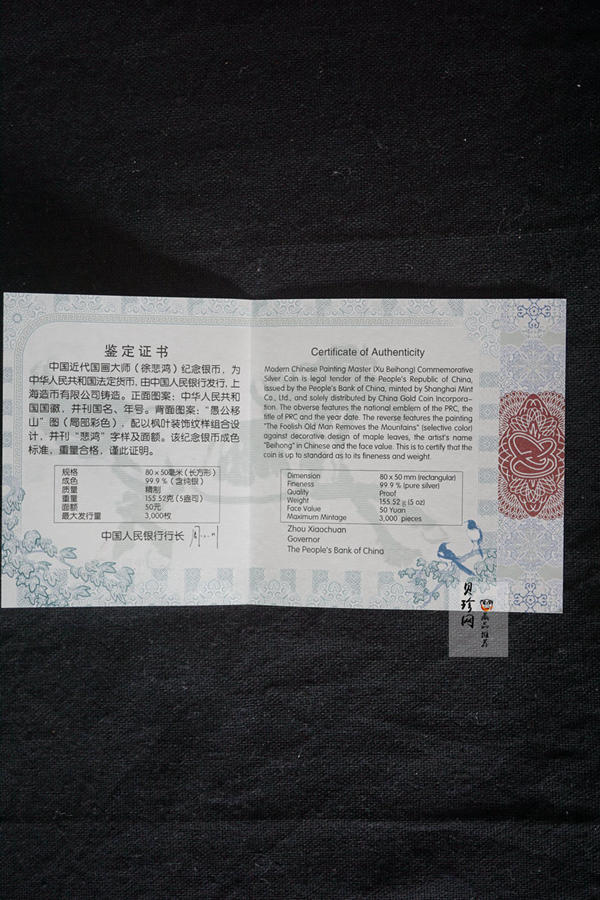 鉴定证书
中国近代国画大师（徐悲鸿）纪念银币，为
中华人民共和国法定货币，由中国人民银行发行，上
海造币有限公司铸造。正面图案：中华人民共和
国国徽，并刊国名、年号。背面图案：“愚公移
山”图（局部彩色），配以枫叶装饰纹样组合设
计，并刊“悲鸿”字样及面额。该纪念银币成色
标准，重量合格，谨此证明。
规格 80×50毫米（长方形）
成色 99.9%（含纯银）
质量 精制
重量 155.52克（5盎司）
面额 50元
最大发行量 3,000枚
中国人民银行行长
Certificate of Authenticity
Modern Chinese Painting Master (Xu Beihong) Commemorative
Silver Coin is legal tender of the People's Republic of China,
issued by the People's Bank of China, minted by Shanghai Mint
Co., Ltd., and solely distributed by China Gold Coin Incorpora-
tion. The obverse features the national emblem of the PRC, the
title of PRC and the year date. The reverse features the painting
"The Foolish Old Man Removes the Mountains" (selective color)
against decorative design of maple leaves, the artist's name
"Beihong" in Chinese and the face value. This is to certify that the
coin is up to standard as to its fineness and weight.
Dimension 80 x 50 mm (rectangular)
Fineness 99.9 % (pure silver)
Quality Proof
Weight 155.52 g (5 oz)
Face Value 50 Yuan
Maximum Mintage 3,000 pieces
Zhou Xiaochuan
Governor
The People's Bank of China
贝珍网
藏品推荐